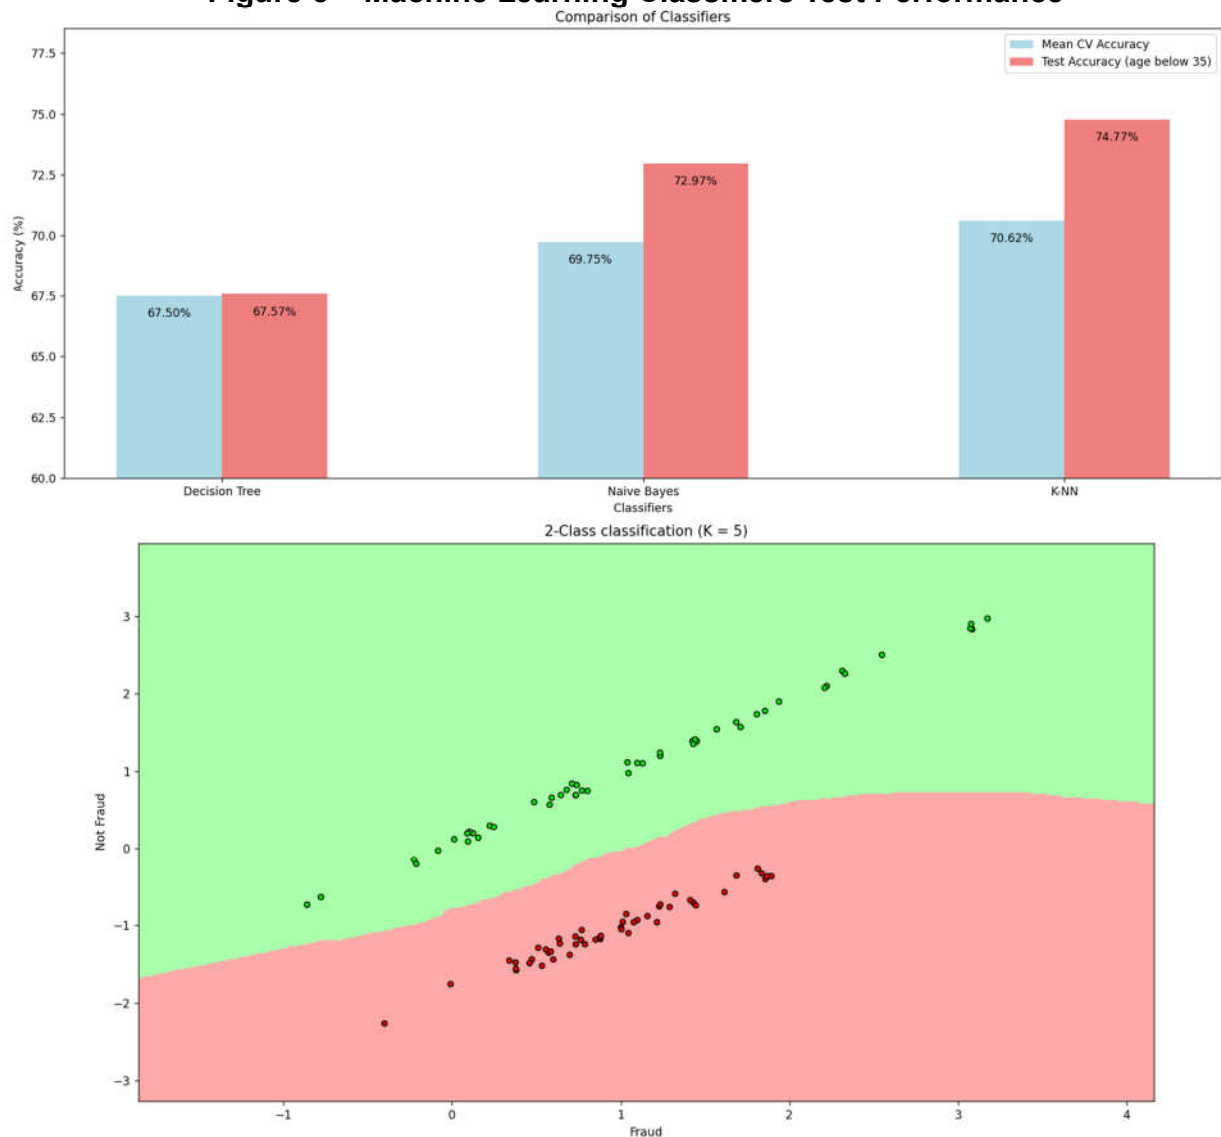 Figure 6 – Machine Learning Classifiers Test Performance
Comparison of Classifiers
Mean CV Accuracy
Test Accuracy (age below 35)
77.5
75.0
72.5
70.0
67.5
65.0
62.5
60.0
Accuracy (%)
67.50%
67.57%
69.75%
72.97%
70.62%
74.77%
Decision Tree
Naive Bayes
K-NN
Classifiers
2-Class classification (K = 5)
3
2
1
0
−1
−2
−3
Not Fraud
−1
0
1
2
3
4
Fraud